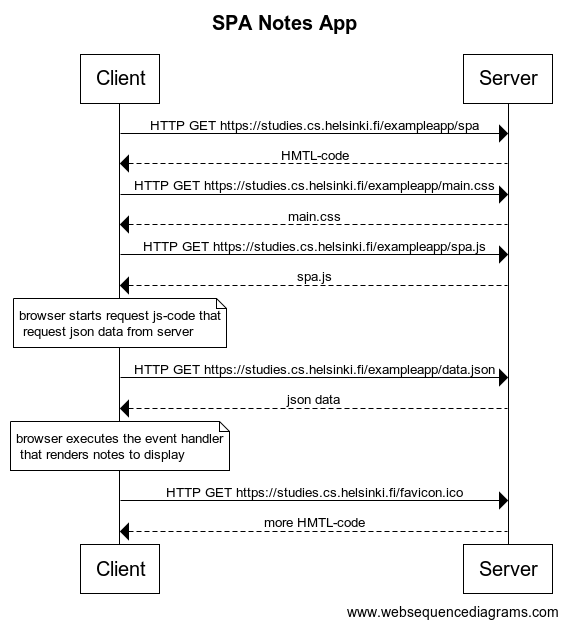 SPA Notes App
Client
Server
HTTP GET https://studies.cs.helsinki.fi/exampleapp/spa
HMTL-code
HTTP GET https://studies.cs.helsinki.fi/exampleapp/main.css
main.css
HTTP GET https://studies.cs.helsinki.fi/exampleapp/spa.js
spa.js
browser starts request js-code that
request json data from server
HTTP GET https://studies.cs.helsinki.fi/exampleapp/data.json
json data
browser executes the event handler
that renders notes to display
HTTP GET https://studies.cs.helsinki.fi/favicon.ico
more HMTL-code
Client
Server
www.websequencediagrams.com